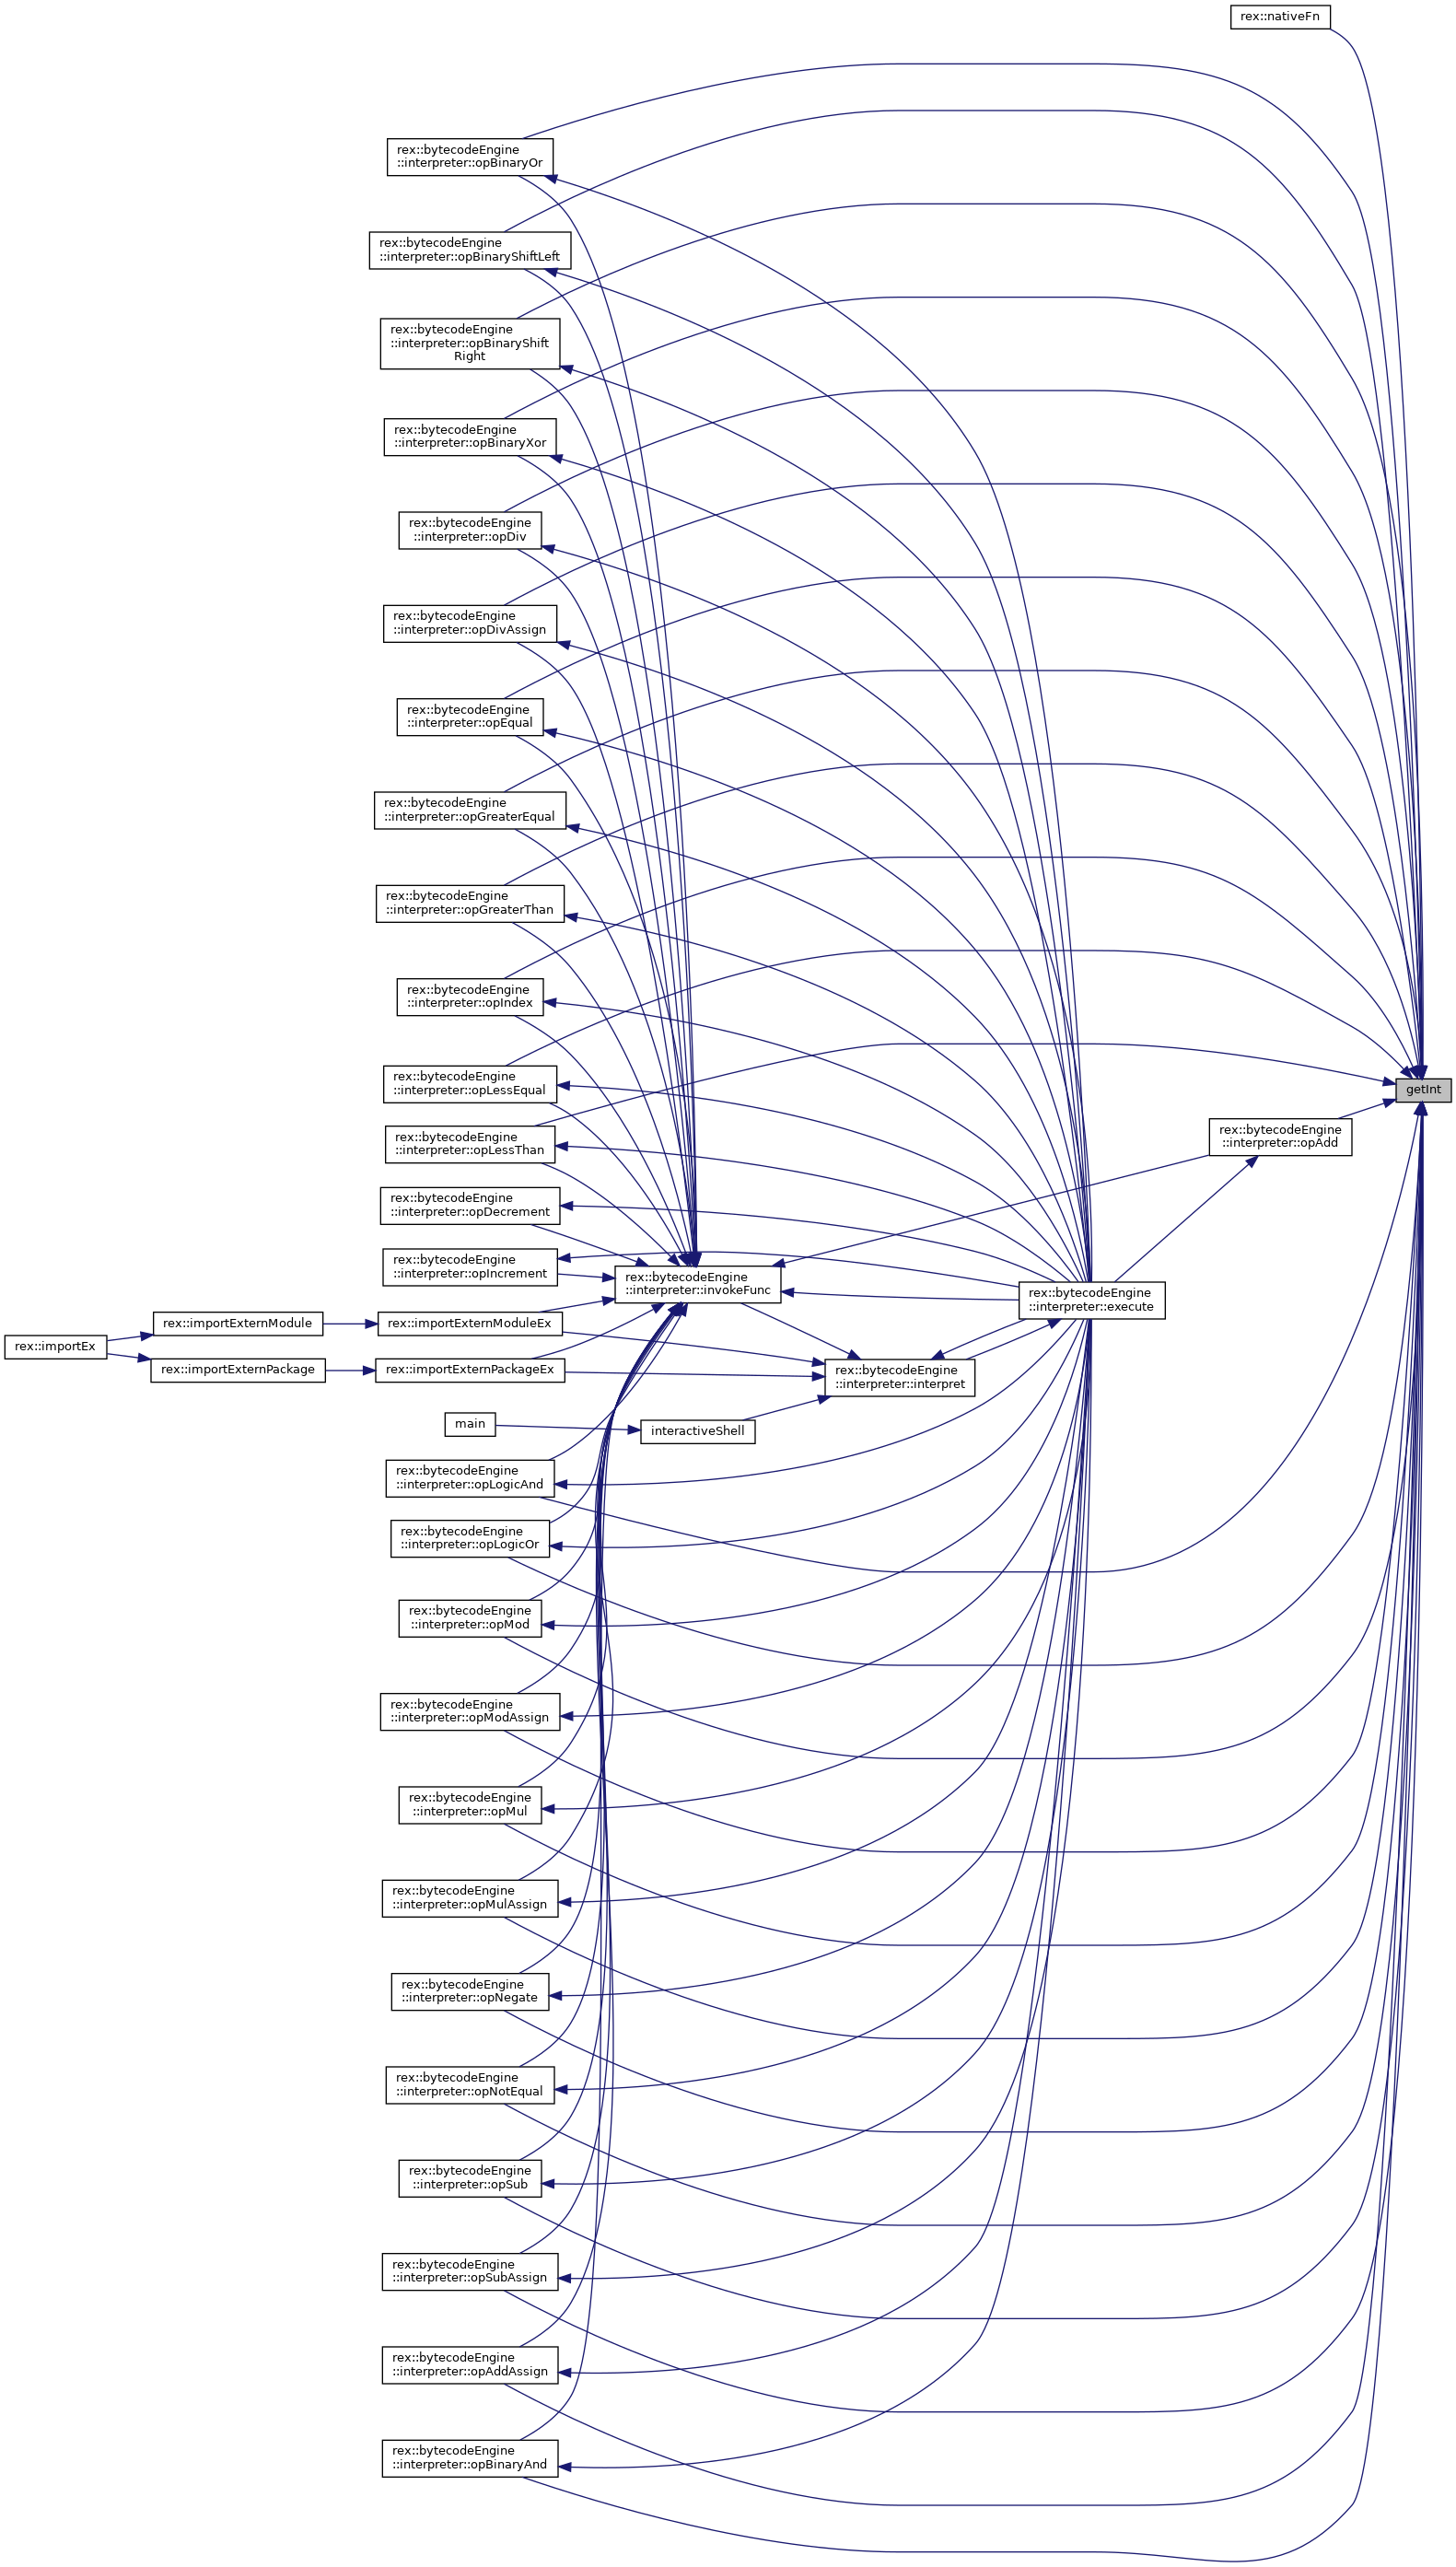 rex::nativeFn
rex::bytecodeEngine
::interpreter::opBinaryOr
rex::bytecodeEngine
::interpreter::opBinaryShiftLeft
rex::bytecodeEngine
::interpreter::opBinaryShift
Right
rex::bytecodeEngine
::interpreter::opBinaryXor
rex::bytecodeEngine
::interpreter::opDiv
rex::bytecodeEngine
::interpreter::opDivAssign
rex::bytecodeEngine
::interpreter::opEqual
rex::bytecodeEngine
::interpreter::opGreaterEqual
rex::bytecodeEngine
::interpreter::opGreaterThan
rex::bytecodeEngine
::interpreter::opIndex
rex::bytecodeEngine
::interpreter::opLessEqual
getInt
rex::bytecodeEngine
::interpreter::opAdd
rex::bytecodeEngine
::interpreter::opLessThan
rex::bytecodeEngine
::interpreter::opDecrement
rex::bytecodeEngine
::interpreter::opIncrement
rex::bytecodeEngine
::interpreter::invokeFunc
rex::bytecodeEngine
::interpreter::execute
rex::importExternModule
rex::importExternModuleEx
rex::importEx
rex::importExternPackage
rex::importExternPackageEx
rex::bytecodeEngine
::interpreter::interpret
main
interactiveShell
rex::bytecodeEngine
::interpreter::opLogicAnd
rex::bytecodeEngine
::interpreter::opLogicOr
rex::bytecodeEngine
::interpreter::opMod
rex::bytecodeEngine
::interpreter::opModAssign
rex::bytecodeEngine
::interpreter::opMul
rex::bytecodeEngine
::interpreter::opMulAssign
rex::bytecodeEngine
::interpreter::opNegate
rex::bytecodeEngine
::interpreter::opNotEqual
rex::bytecodeEngine
::interpreter::opSub
rex::bytecodeEngine
::interpreter::opSubAssign
rex::bytecodeEngine
::interpreter::opAddAssign
rex::bytecodeEngine
::interpreter::opBinaryAnd